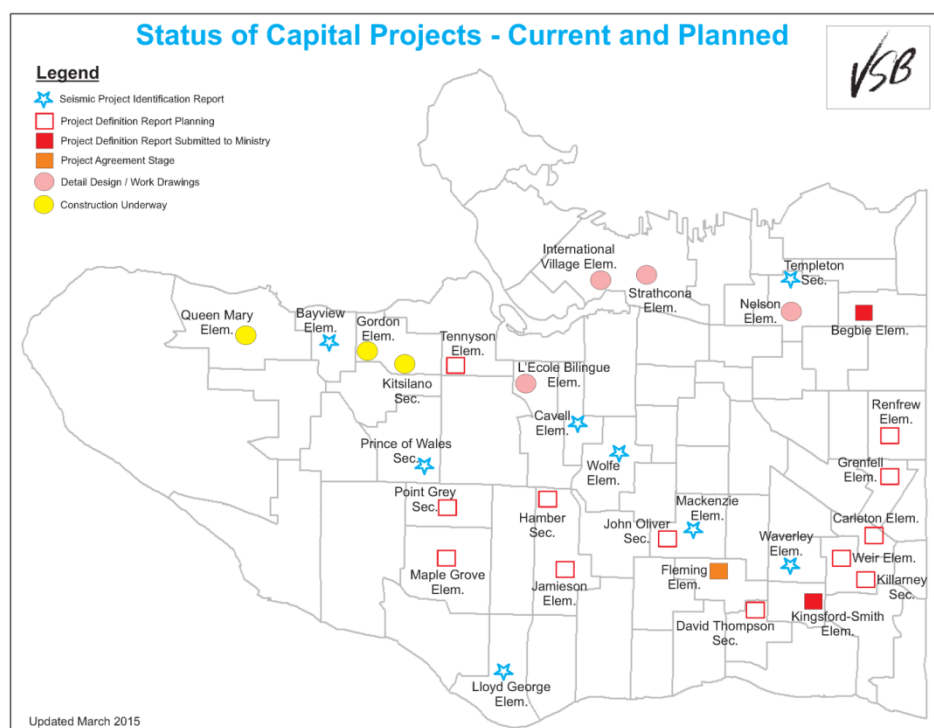 Status of Capital Projects - Current and Planned
VSB
Legend
Seismic Project Identification Report
Project Definition Report Planning
Project Definition Report Submitted to Ministry
Project Agreement Stage
Detail Design / Work Drawings
Construction Underway
International
Village Elem.
Strathcona
Elem.
Templeton
Sec.
Nelson
Elem.
Begbie Elem.
Queen Mary
Elem.
Bayview
Elem.
Gordon
Elem.
Kitsilano
Sec.
Tennyson
Elem.
L'Ecole Bilingue
Elem.
Cavell
Elem.
Wolfe
Elem.
Renfrew
Elem.
Grenfell
Elem.
Prince of Wales
Sec.
Point Grey
Sec.
Hamber
Sec.
John Oliver
Sec.
Mackenzie
Elem.
Waverley
Elem.
Carleton Elem.
Weir Elem.
Killarney
Sec.
Maple Grove
Elem.
Jamieson
Elem.
Fleming
Elem.
David Thompson
Sec.
Kingsford-Smith
Elem.
Lloyd George
Elem.
Updated March 2015